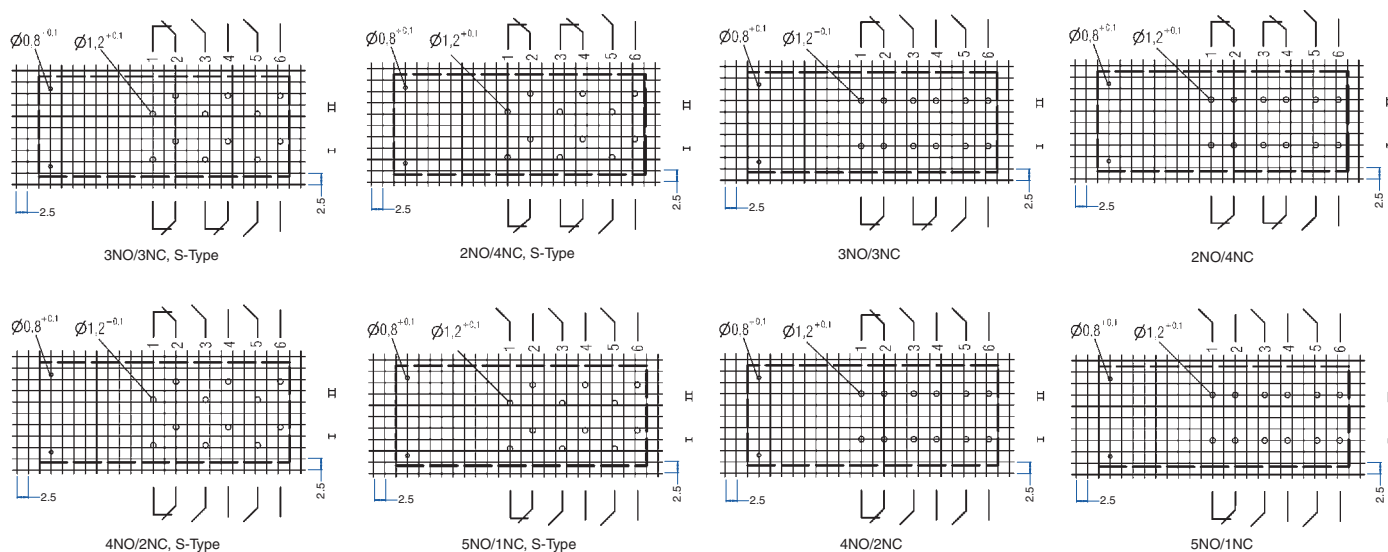 Ø0,8+0,1 Ø1,2+0,1
1 2 3 4 5 6
II
I
2.5
2.5
3NO/3NC, S-Type
Ø0,8+0,1 Ø1,2+0,1
1 2 3 4 5 6
II
I
2.5
2.5
2NO/4NC, S-Type
Ø0,8+0,1 Ø1,2-0,1
1 2 3 4 5 6
II
I
2.5
2.5
3NO/3NC
Ø0,8+0,1 Ø1,2+0,1
1 2 3 4 5 6
2.5
2.5
2NO/4NC
Ø0,8+0,1 Ø1,2-0,1
1 2 3 4 5 6
II
I
2.5
2.5
4NO/2NC, S-Type
Ø0,8+0,1 Ø1,2+0,1
1 2 3 4 5 6
II
I
2.5
2.5
5NO/1NC, S-Type
Ø0,8+0,1 Ø1,2+0,1
1 2 3 4 5 6
II
I
2.5
2.5
4NO/2NC
Ø0,8+0,1 Ø1,2+0,1
1 2 3 4 5 6
2.5
2.5
5NO/1NC